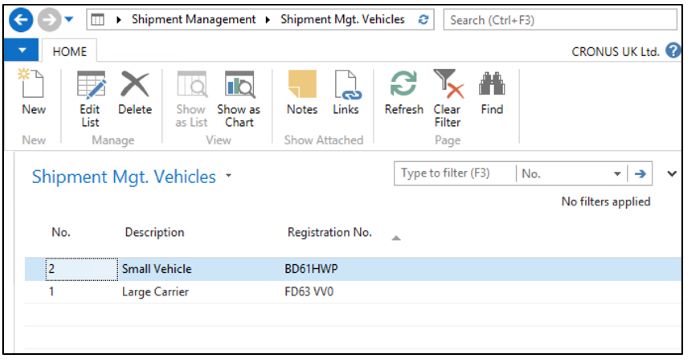 Shipment Management Shipment Mgt. Vehicles Search (Ctrl+F3)
HOME CRONUS UK Ltd.
New Edit List Delete Show as List Show as Chart Notes Links Refresh Clear Filter Find
New Manage View Show Attached Page
Shipment Mgt. Vehicles Type to filter (F3) No.
No filters applied
No. Description Registration No.
2 Small Vehicle BD61HWP
1 Large Carrier FD63 VV0